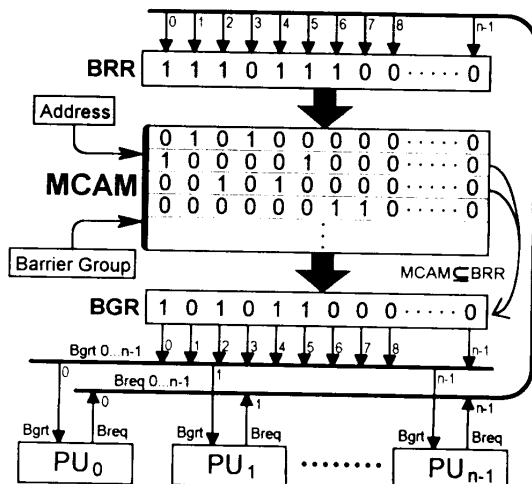 0 1 2 3 4 5 6 7 8 n-1
BRR 1 1 1 0 1 1 1 0 0 ····· 0
Address
0 1 0 1 0 0 0 0 0 ····· 0
1 0 0 0 0 1 0 0 0 ····· 0
MCAM 0 0 1 0 1 0 0 0 0 ····· 0
0 0 0 0 0 0 1 1 0 ····· 0
Barrier Group
MCAM⊆BRR
BGR 1 0 1 0 1 1 0 0 0 ····· 0
Bgrt 0...n-1 0 1 2 3 4 5 6 7 8 n-1
Breq 0...n-1
0 0 1 1 n-1 n-1
Bgrt Breq Bgrt Breq Bgrt Breq
PU0 PU1 ········ PUn-1